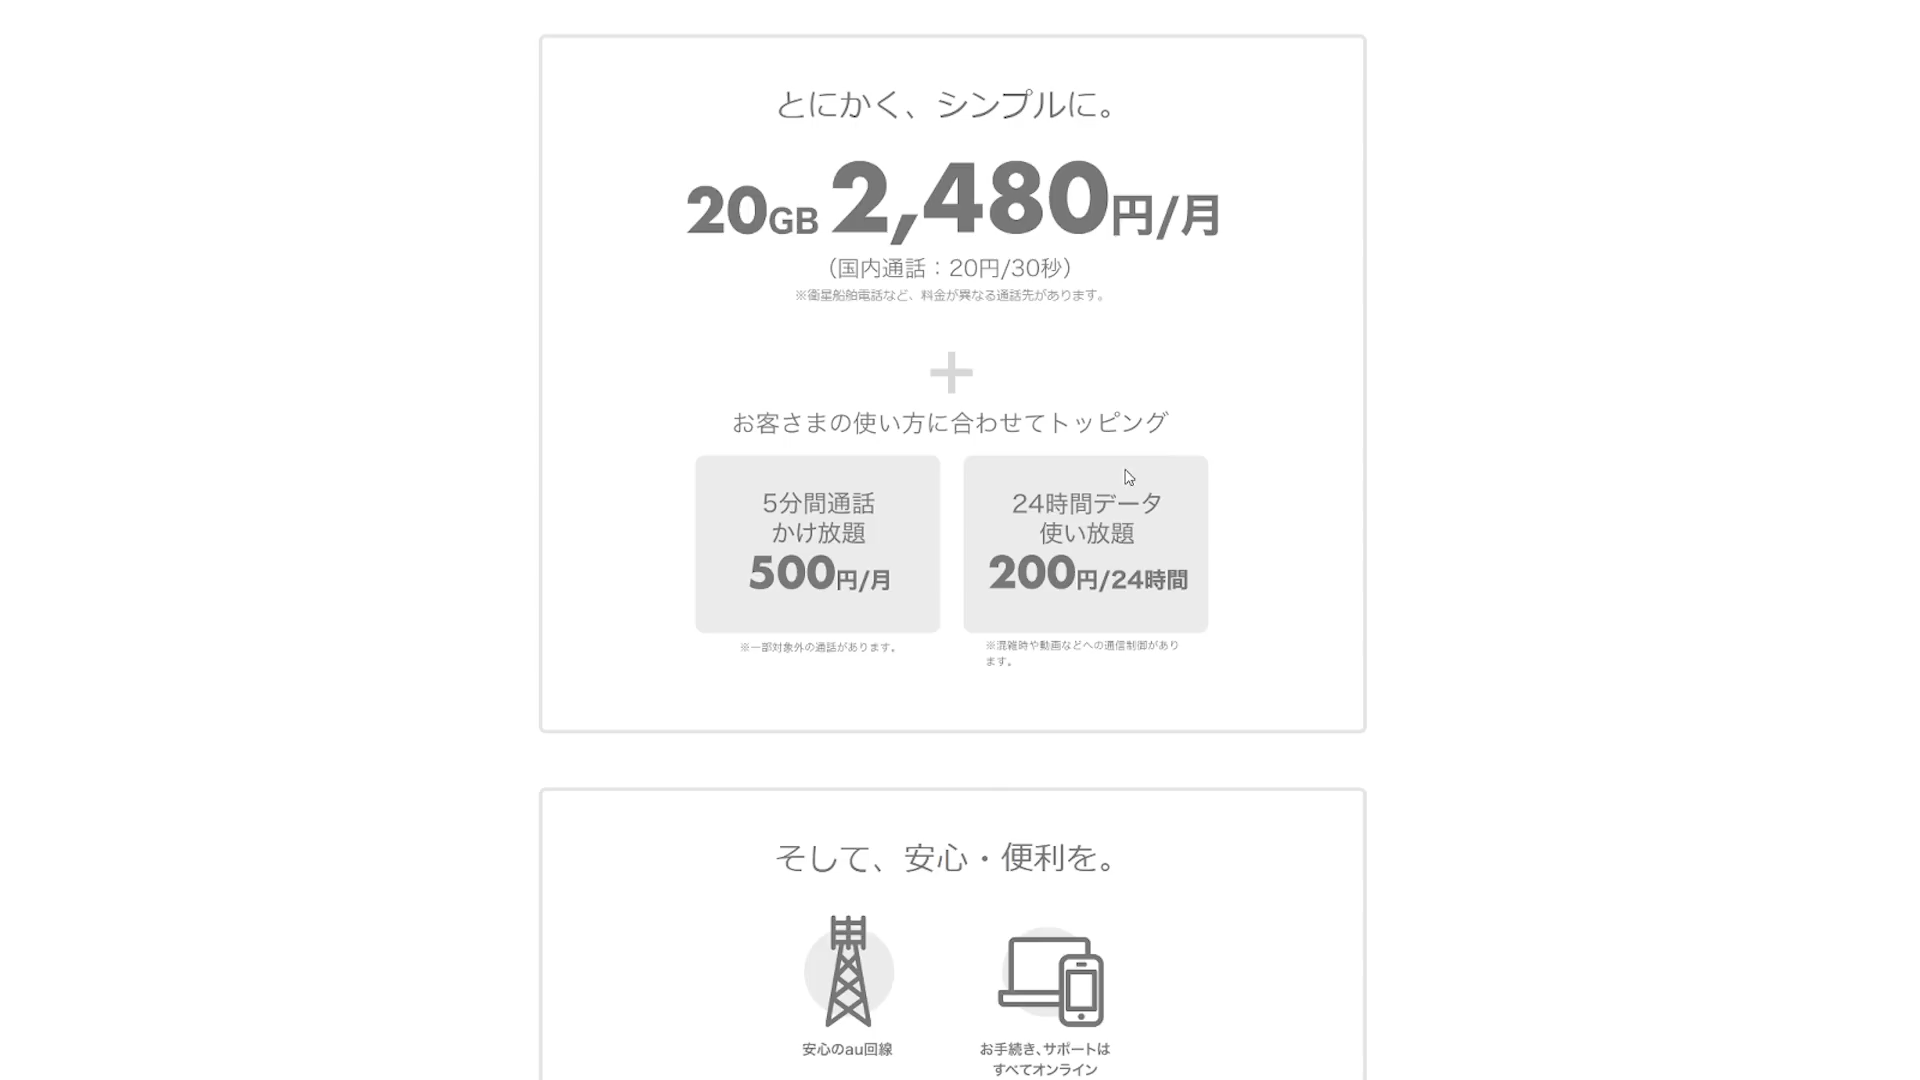 とにかく、シンプルに。
20GB 2,480円/月
（国内通話：20円/30秒）
※衛星船舶電話など、料金が異なる通話先があります。
+
お客さまの使い方に合わせてトッピング
5分間通話
かけ放題
500円/月
※一部対象外の通話があります。
24時間データ
使い放題
200円/24時間
※混雑時や動画などへの通信制御があり
ます。
そして、安心・便利を。
安心のau回線
お手続き、サポートは
すべてオンライン